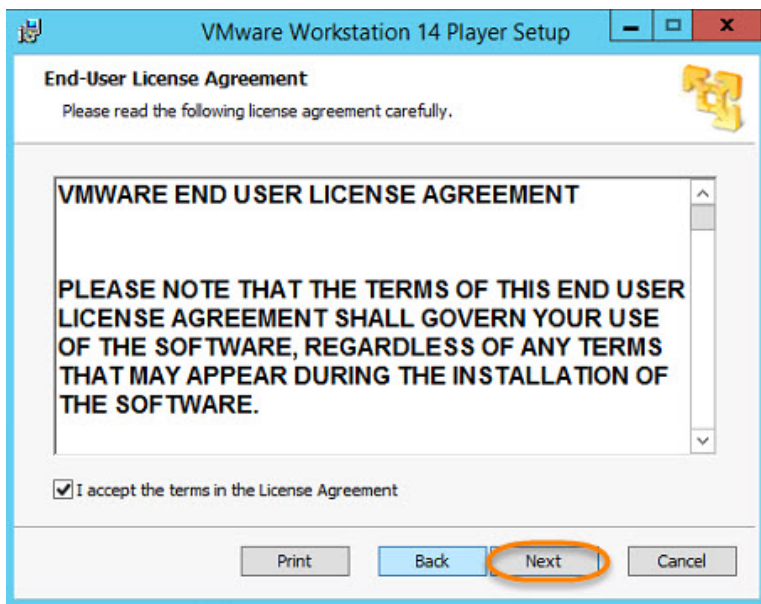 VMware Workstation 14 Player Setup
End-User License Agreement
Please read the following license agreement carefully.
VMWARE END USER LICENSE AGREEMENT
PLEASE NOTE THAT THE TERMS OF THIS END USER
LICENSE AGREEMENT SHALL GOVERN YOUR USE
OF THE SOFTWARE, REGARDLESS OF ANY TERMS
THAT MAY APPEAR DURING THE INSTALLATION OF
THE SOFTWARE.
I accept the terms in the License Agreement
Print Back Next Cancel